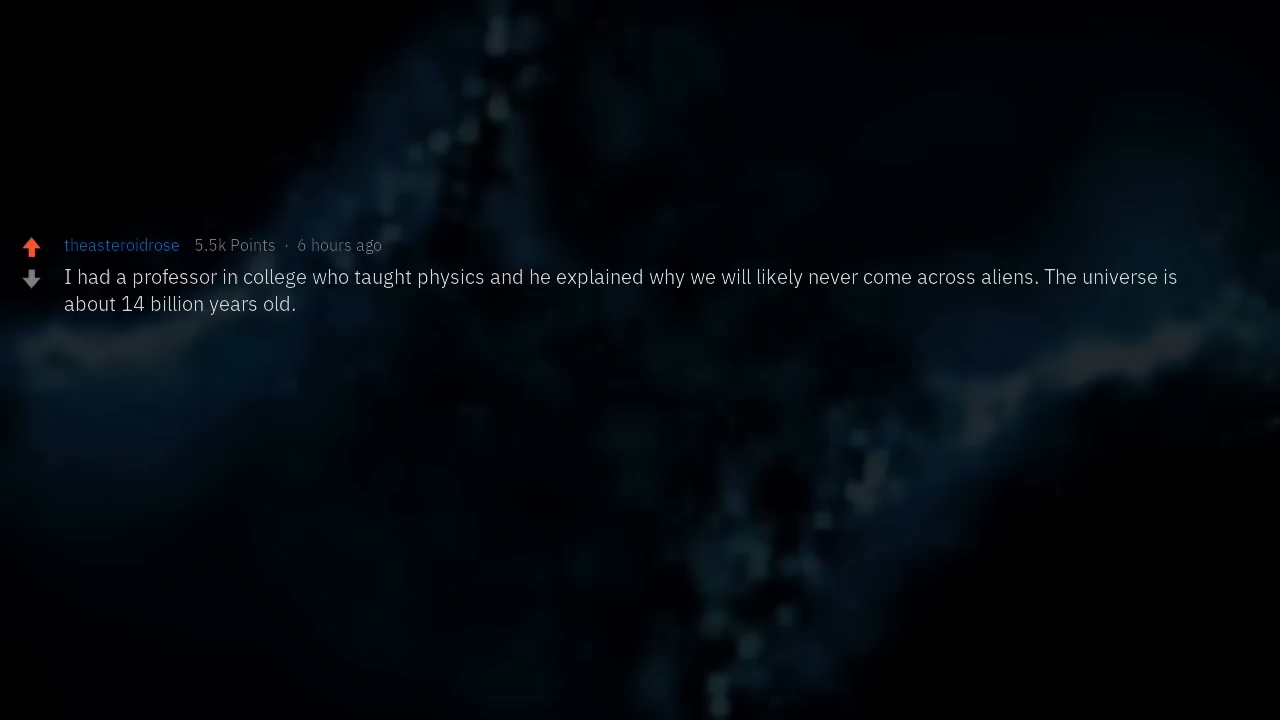 theasteroidrose 5.5k Points · 6 hours ago
I had a professor in college who taught physics and he explained why we will likely never come across aliens. The universe is
about 14 billion years old.